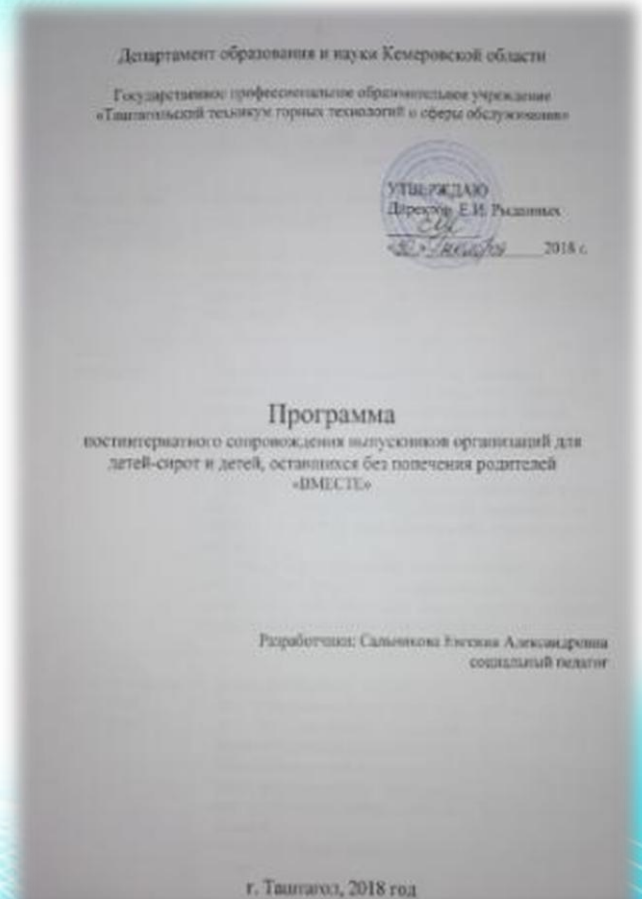 Департамент образования и науки Кемеровской области
Государственное профессиональное образовательное учреждение
«Таштагольский техникум горных технологий и сферы обслуживания»
УТВЕРЖДАЮ
Директор Е.И. Рыданных
2018 г.
Программа
постинтернатного сопровождения выпускников организаций для
детей-сирот и детей, оставшихся без попечения родителей
«ВМЕСТЕ»
Разработчики: Сальникова Евгения Александровна
социальный педагог
г. Таштагол, 2018 год